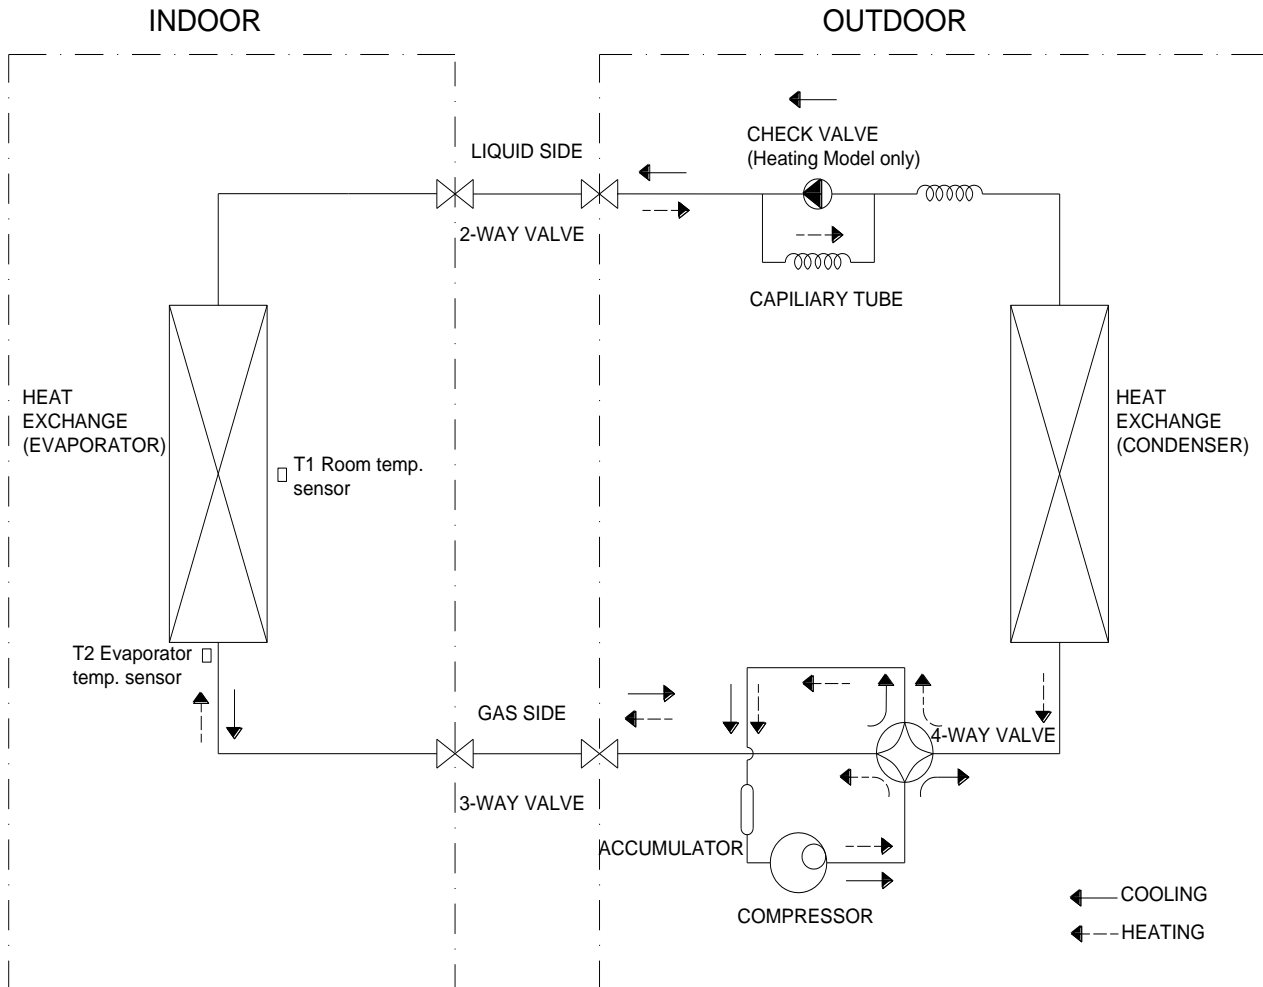 INDOOR
OUTDOOR
LIQUID SIDE
2-WAY VALVE
CHECK VALVE
(Heating Model only)
CAPILIARY TUBE
HEAT
EXCHANGE
(EVAPORATOR)
T1 Room temp.
sensor
HEAT
EXCHANGE
(CONDENSER)
T2 Evaporator
temp. sensor
GAS SIDE
3-WAY VALVE
4-WAY VALVE
ACCUMULATOR
COMPRESSOR
COOLING
HEATING